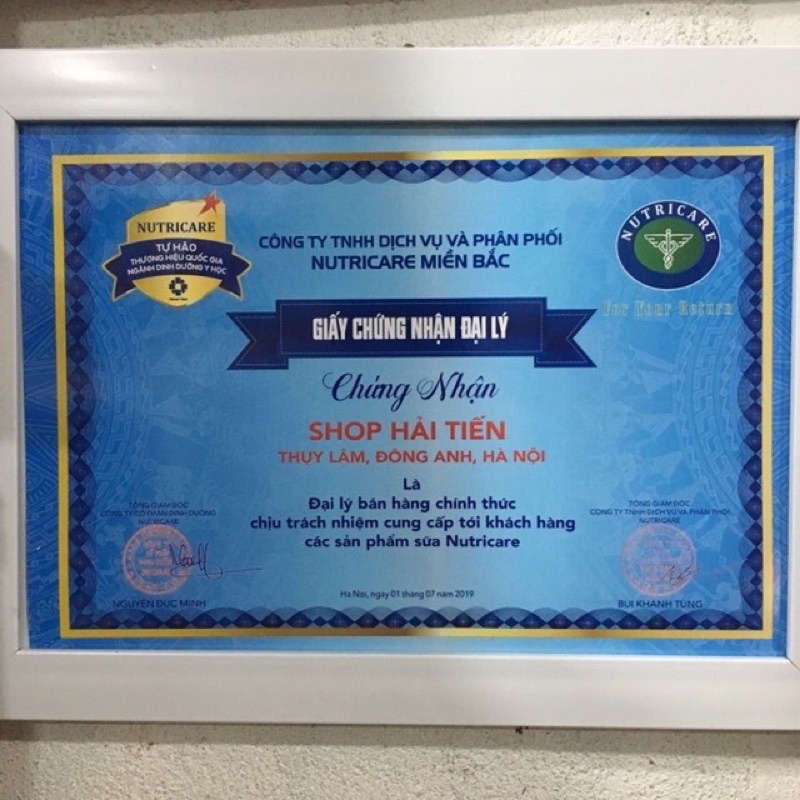 NUTRICARE
TỰ HÀO
THƯƠNG HIỆU QUỐC GIA
NGÀNH DINH DƯỠNG Y HỌC
CÔNG TY TNHH DỊCH VỤ VÀ PHÂN PHỐI
NUTRICARE MIỀN BẮC
NUTRICARE
For Your Return
GIẤY CHỨNG NHẬN ĐẠI LÝ
Chứng Nhận
SHOP HẢI TIẾN
THỤY LÂM, ĐÔNG ANH, HÀ NỘI
Là
Đại lý bán hàng chính thức
chịu trách nhiệm cung cấp tới khách hàng
các sản phẩm sữa Nutricare
TỔNG GIÁM ĐỐC
CÔNG TY CỔ PHẦN DINH DƯỠNG
NUTRICARE
NGUYỄN ĐỨC MINH
TỔNG GIÁM ĐỐC
CÔNG TY TNHH DỊCH VỤ VÀ PHÂN PHỐI
NUTRICARE
BÙI KHÁNH TÙNG
Hà Nội, ngày 01 tháng 07 năm 2019